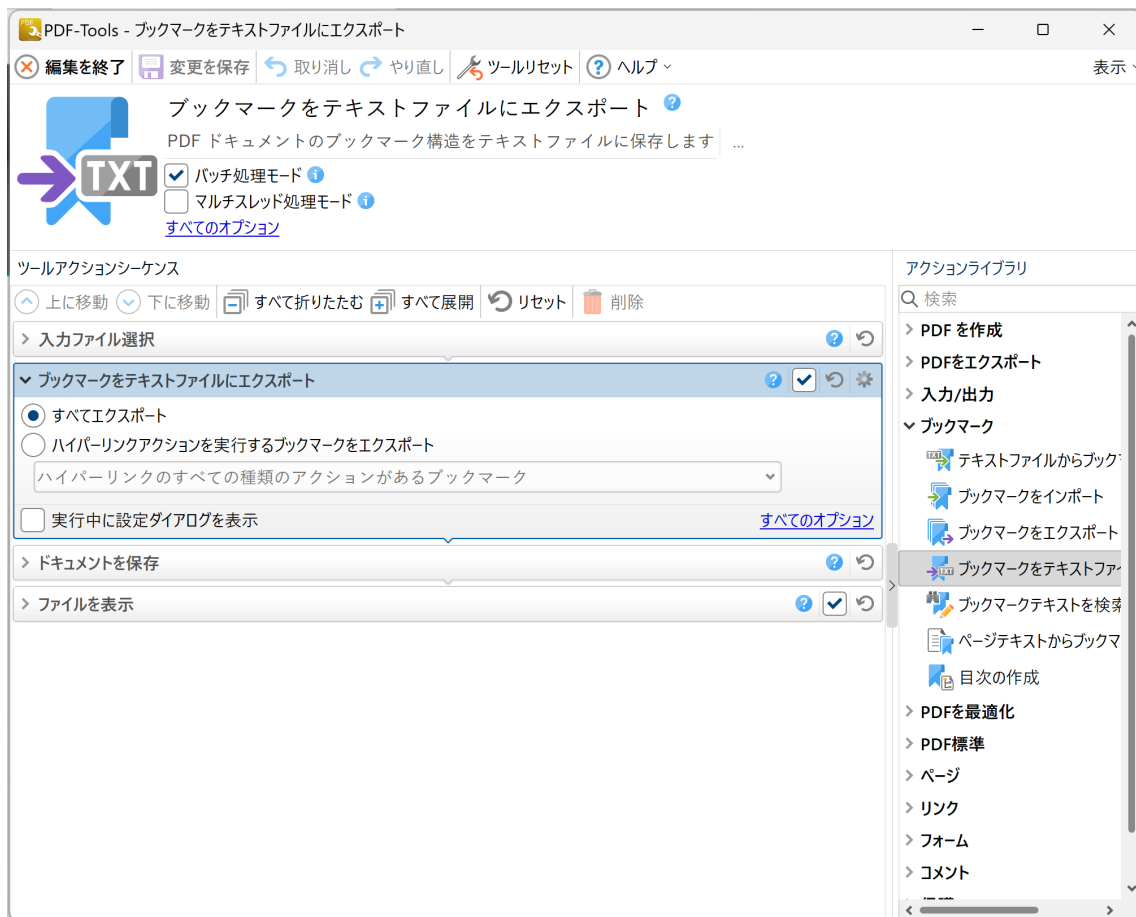 PDF-Tools - ブックマークをテキストファイルにエクスポート
編集を終了 変更を保存 取り消し やり直し ツールリセット ヘルプ 表示
ブックマークをテキストファイルにエクスポート
PDF ドキュメントのブックマーク構造をテキストファイルに保存します ...
TXT
バッチ処理モード
マルチスレッド処理モード
すべてのオプション
ツールアクションシーケンス
上に移動 下に移動 すべて折りたたむ すべて展開 リセット 削除
入力ファイル選択
ブックマークをテキストファイルにエクスポート
すべてエクスポート
ハイパーリンクアクションを実行するブックマークをエクスポート
ハイパーリンクのすべての種類のアクションがあるブックマーク
実行中に設定ダイアログを表示 すべてのオプション
ドキュメントを保存
ファイルを表示
アクションライブラリ
検索
PDF を作成
PDFをエクスポート
入力/出力
ブックマーク
テキストファイルからブック
ブックマークをインポート
ブックマークをエクスポート
ブックマークをテキストファ
ブックマークテキストを検索
ページテキストからブックマ
目次の作成
PDFを最適化
PDF標準
ページ
リンク
フォーム
コメント